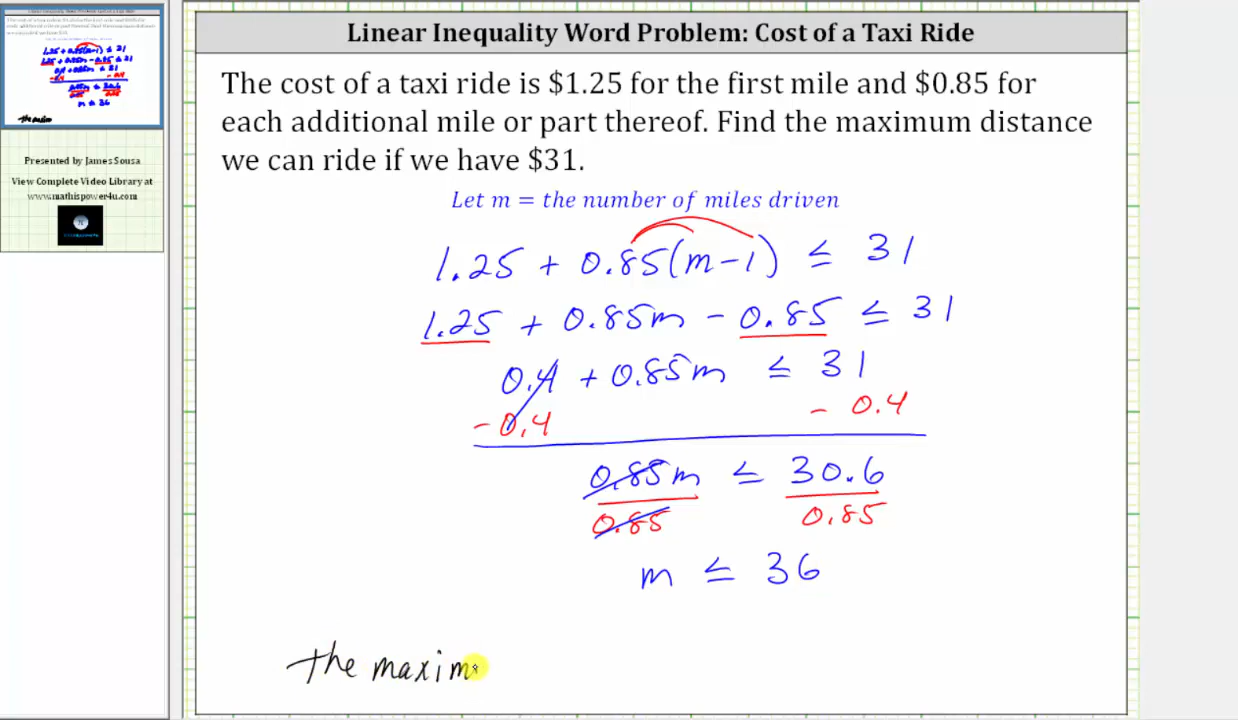 Linear Inequality Word Problem: Cost of a Taxi Ride
The cost of a taxi ride is $1.25 for the first mile and $0.85 for
each additional mile or part thereof. Find the maximum distance
we can ride if we have $31.
Let m = the number of miles driven
1.25 + 0.85(m-1) ≤ 31
1.25 + 0.85m - 0.85 ≤ 31
0.4 + 0.85m ≤ 31
-0.4 - 0.4
0.85m ≤ 30.6
0.85 0.85
m ≤ 36
the maxim
Presented by James Sousa
View Complete Video Library at
www.mathispower4u.com